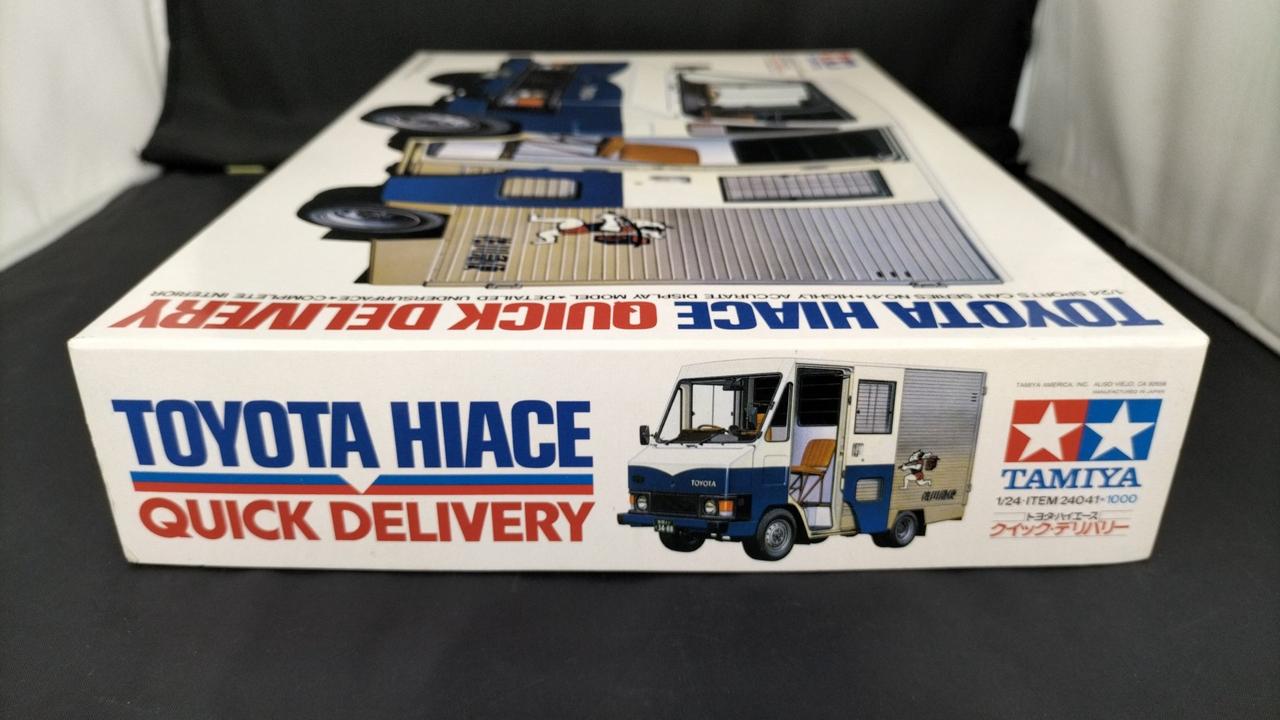 TOYOTA HIACE QUICK DELIVERY
1/24 SPORTS CAR SERIES NO.41•HIGHLY ACCURATE DISPLAY MODEL•DETAILED UNDERSURFACE•COMPLETE INTERIOR
TOYOTA HIACE
QUICK DELIVERY
TOYOTA
TAMIYA AMERICA, INC. ALISO VIEJO, CA 92656
MANUFACTURED IN JAPAN
TAMIYA
1/24•ITEM 24041•1000
トヨタ・ハイエース
クイック・デリバリー